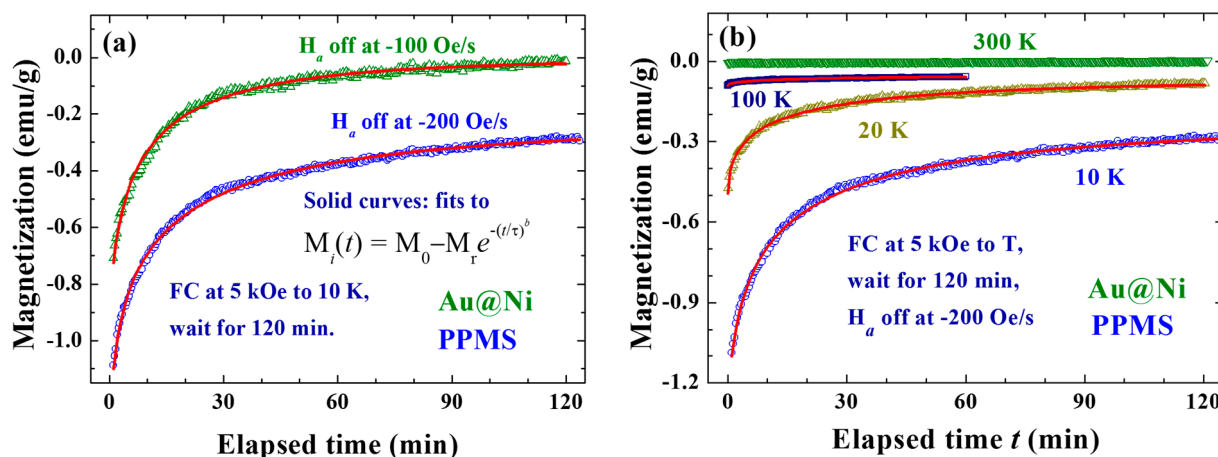 (a)
H_a off at -100 Oe/s
H_a off at -200 Oe/s
Solid curves: fits to
M_i(t) = M_0–M_r e^{-(t/τ)^b}
FC at 5 kOe to 10 K,
wait for 120 min.
Au@Ni
PPMS
Magnetization (emu/g)
0.0
-0.2
-0.4
-0.6
-0.8
-1.0
0 30 60 90 120
Elapsed time (min)
(b)
300 K
100 K
20 K
10 K
FC at 5 kOe to T,
wait for 120 min,
H_a off at -200 Oe/s
Au@Ni
PPMS
Magnetization (emu/g)
0.0
-0.3
-0.6
-0.9
-1.2
0 30 60 90 120
Elapsed time t (min)